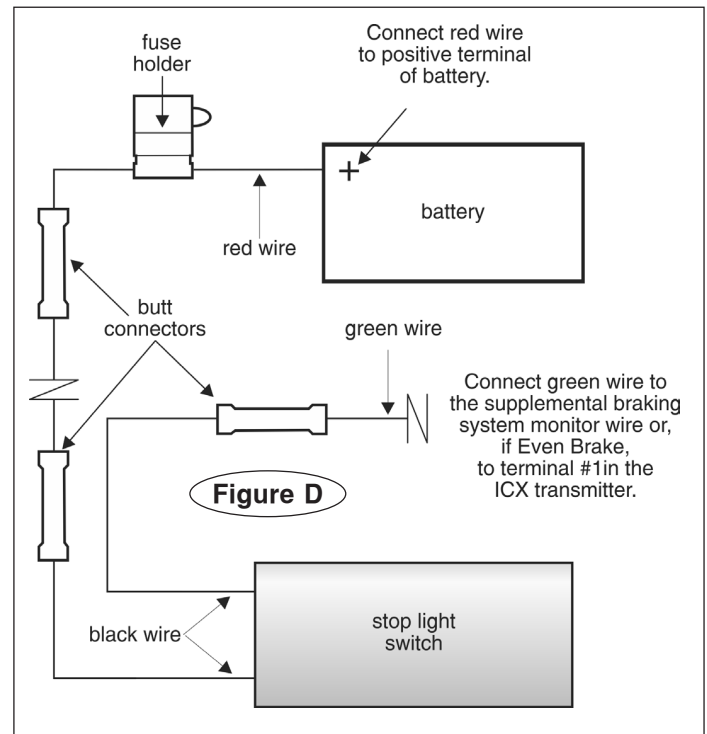 Connect red wire
to positive terminal
of battery.
fuse
holder
+
battery
red wire
butt
connectors
green wire
Connect green wire to
the supplemental braking
system monitor wire or,
if Even Brake,
to terminal #1in the
ICX transmitter.
Figure D
black wire
stop light
switch